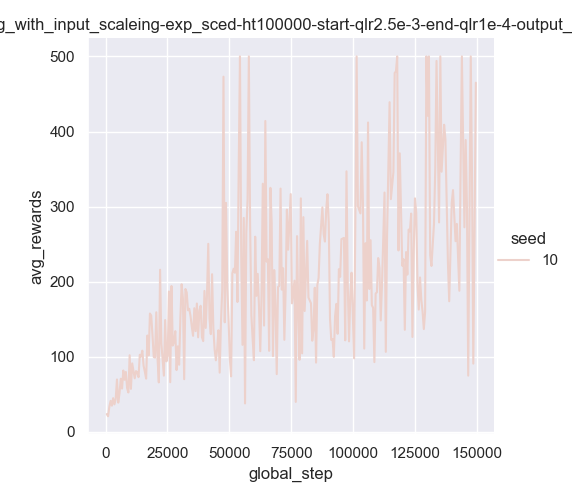 g_with_input_scaleing-exp_sced-ht100000-start-qlr2.5e-3-end-qlr1e-4-output_
500
400
300
200
100
0
avg_rewards
0 25000 50000 75000 100000 125000 150000
global_step
seed
10